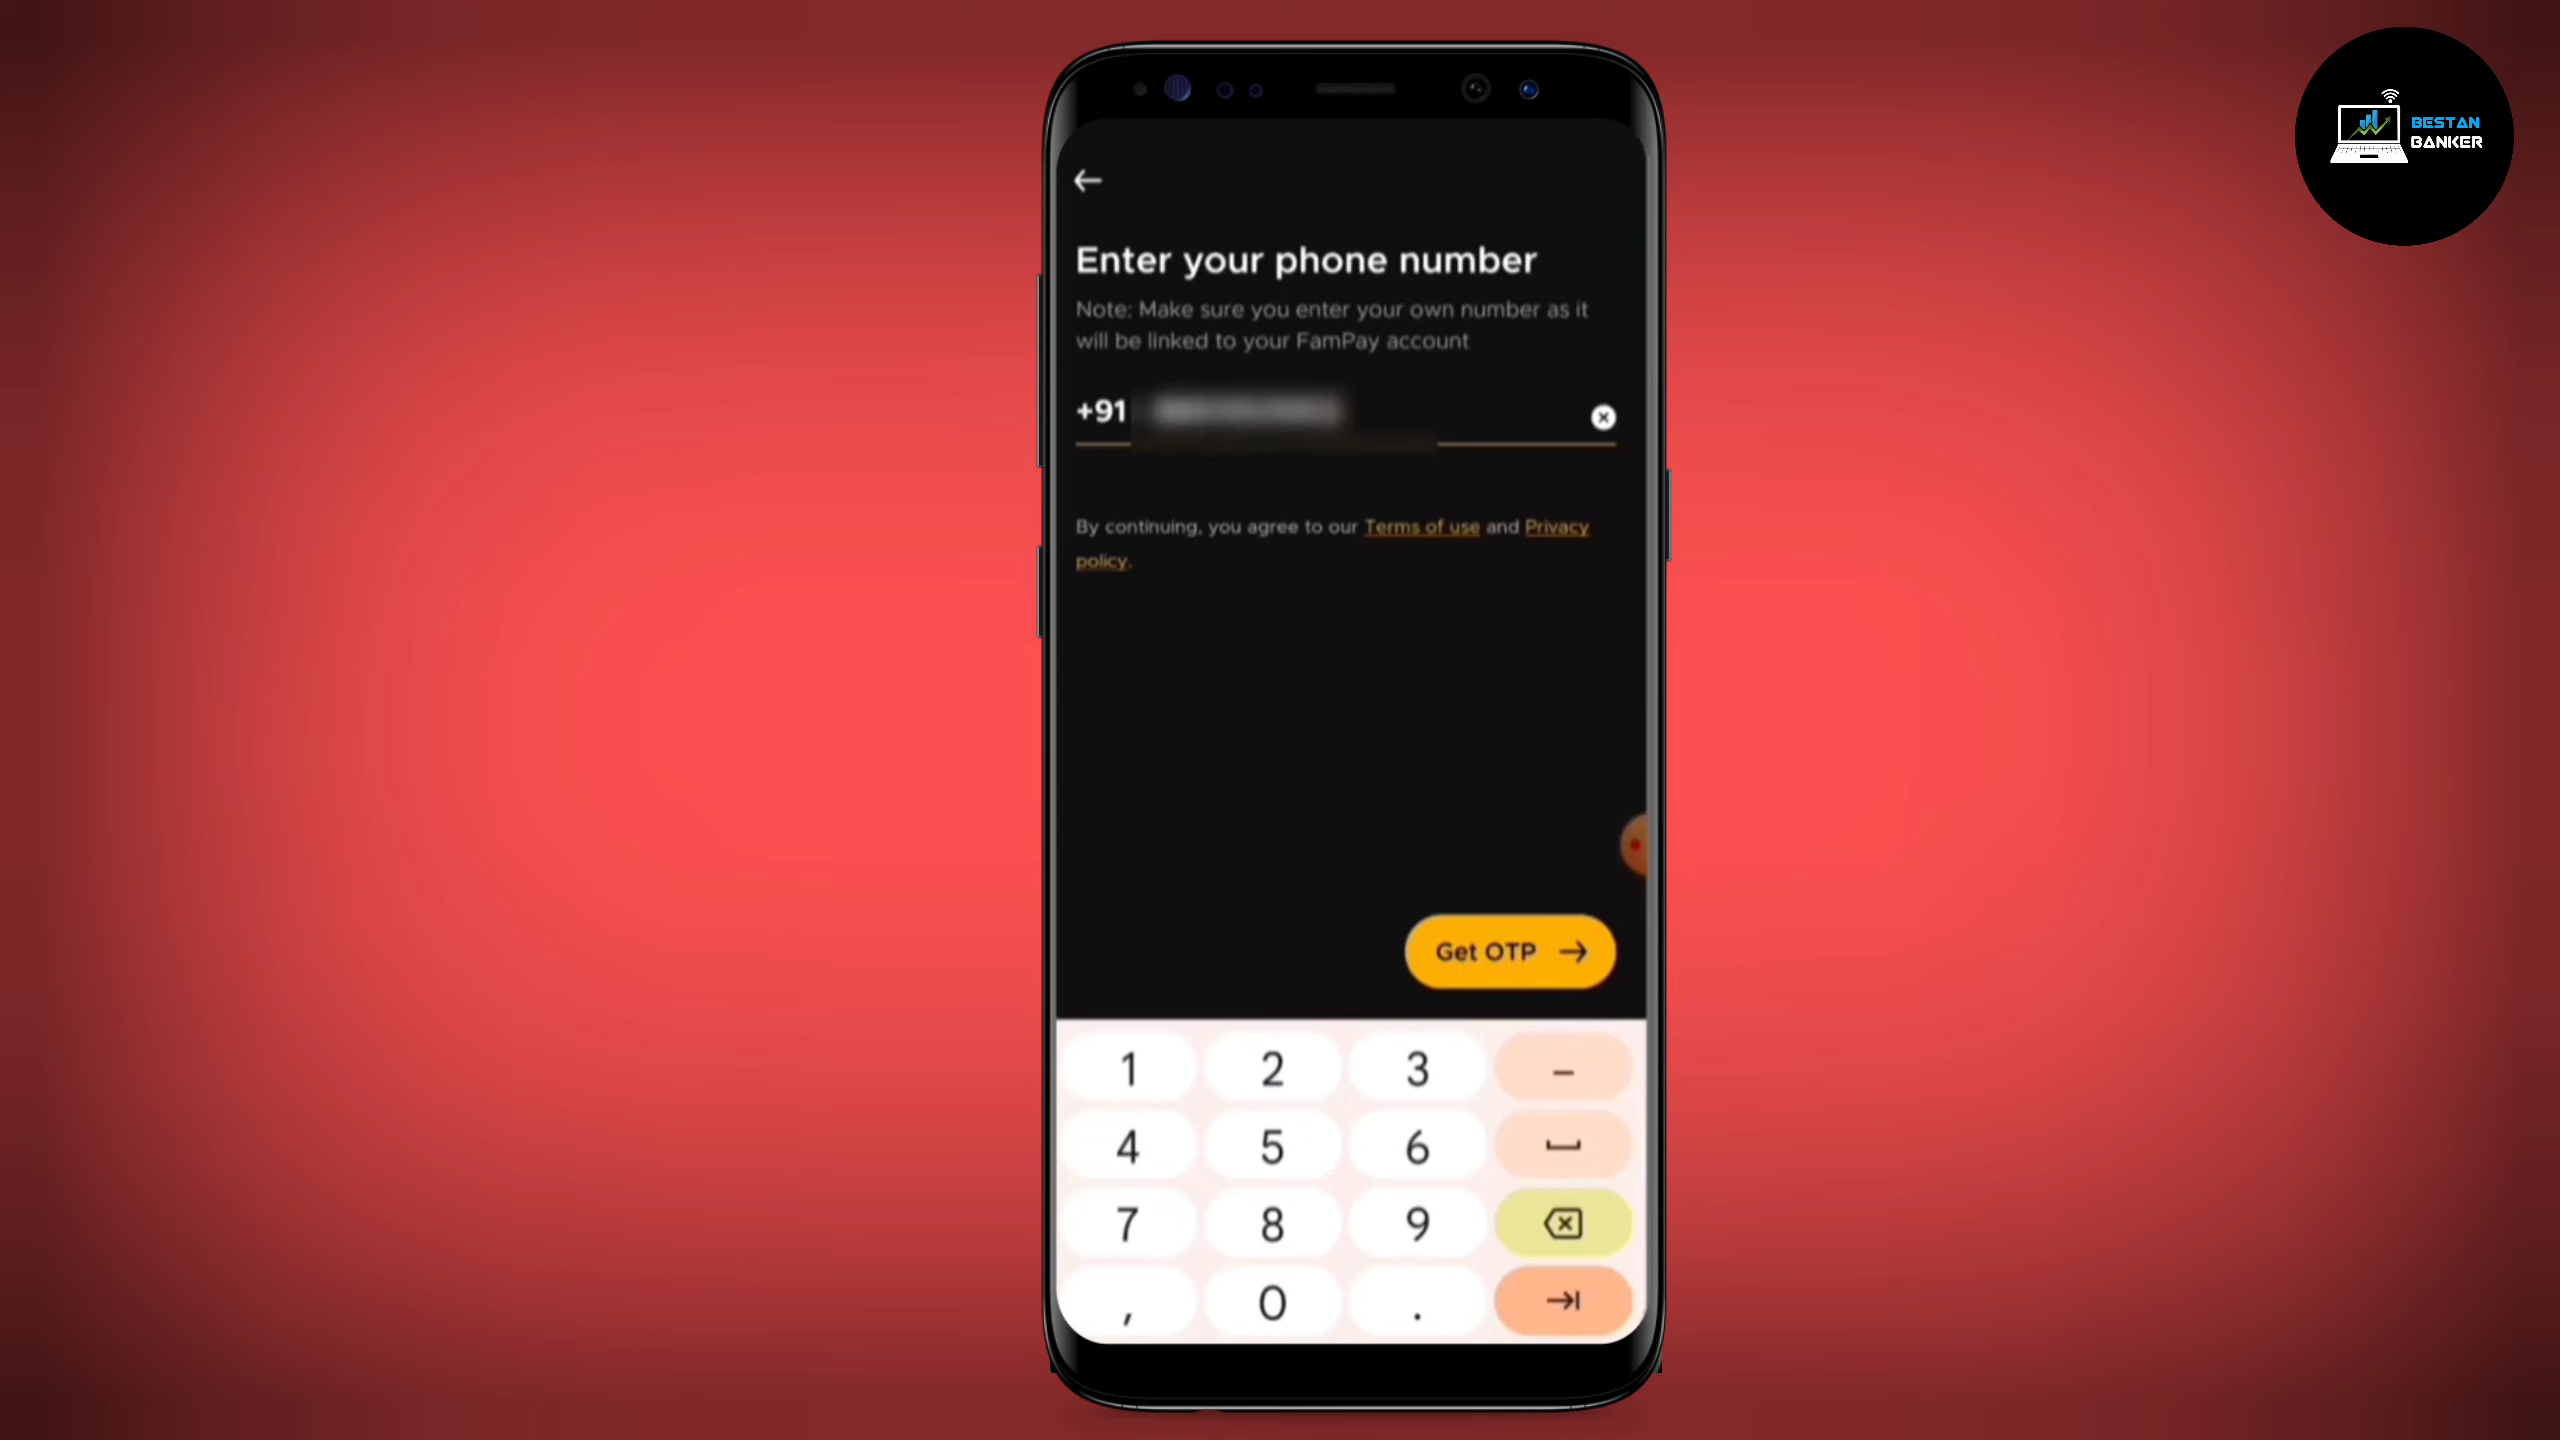 BESTAN
BANKER
Enter your phone number
Note: Make sure you enter your own number as it
will be linked to your FamPay account
+91
By continuing, you agree to our Terms of use and Privacy
policy.
Get OTP
1 2 3 –
4 5 6
7 8 9
, 0 .